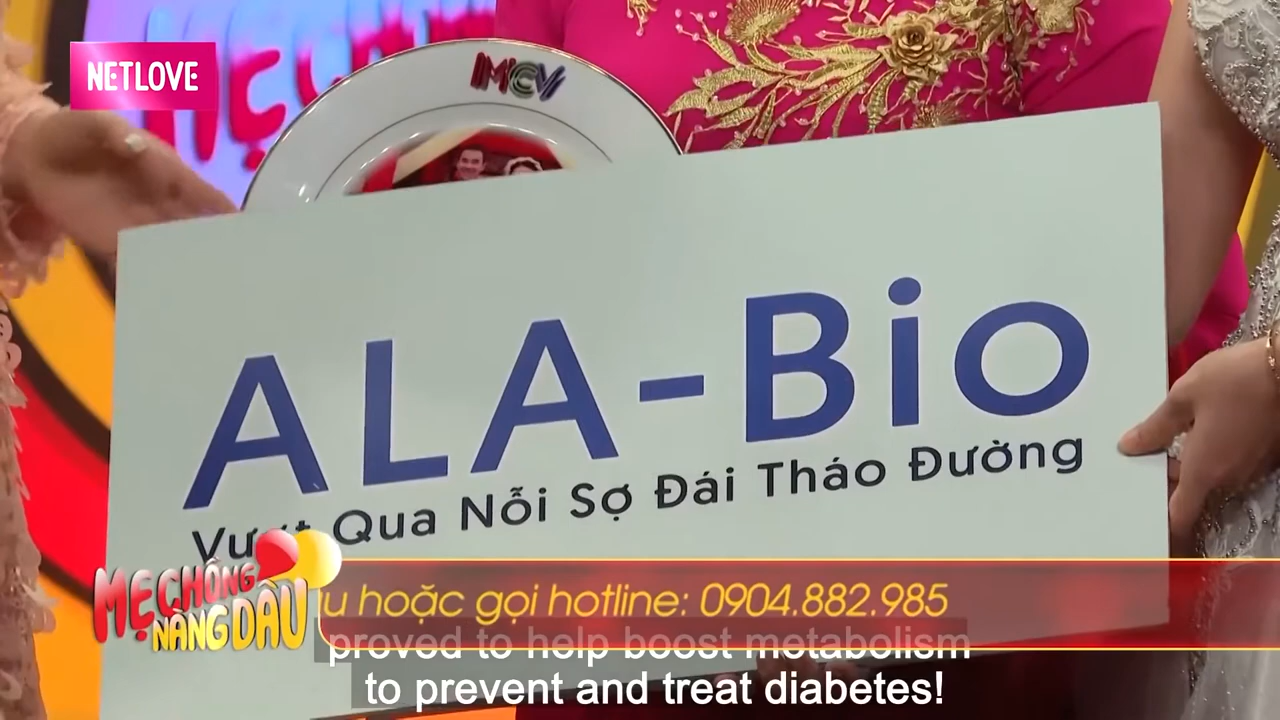 NETLOVE
MCV
ALA-Bio
Vượt Qua Nỗi Sợ Đái Tháo Đường
MẸ CHỒNG
NÀNG DÂU
u hoặc gọi hotline: 0904.882.985
proved to help boost metabolism
to prevent and treat diabetes!